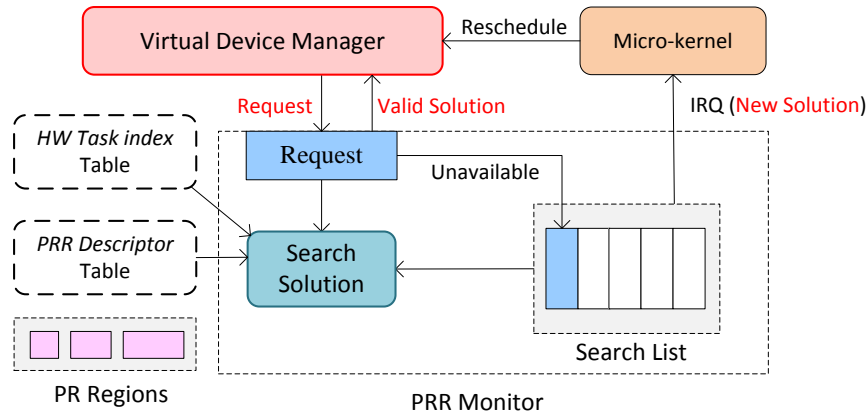 Virtual Device Manager
Reschedule
Micro-kernel
Request
Valid Solution
IRQ (New Solution)
HW Task index
Table
Request
Unavailable
PRR Descriptor
Table
Search
Solution
Search List
PR Regions
PRR Monitor